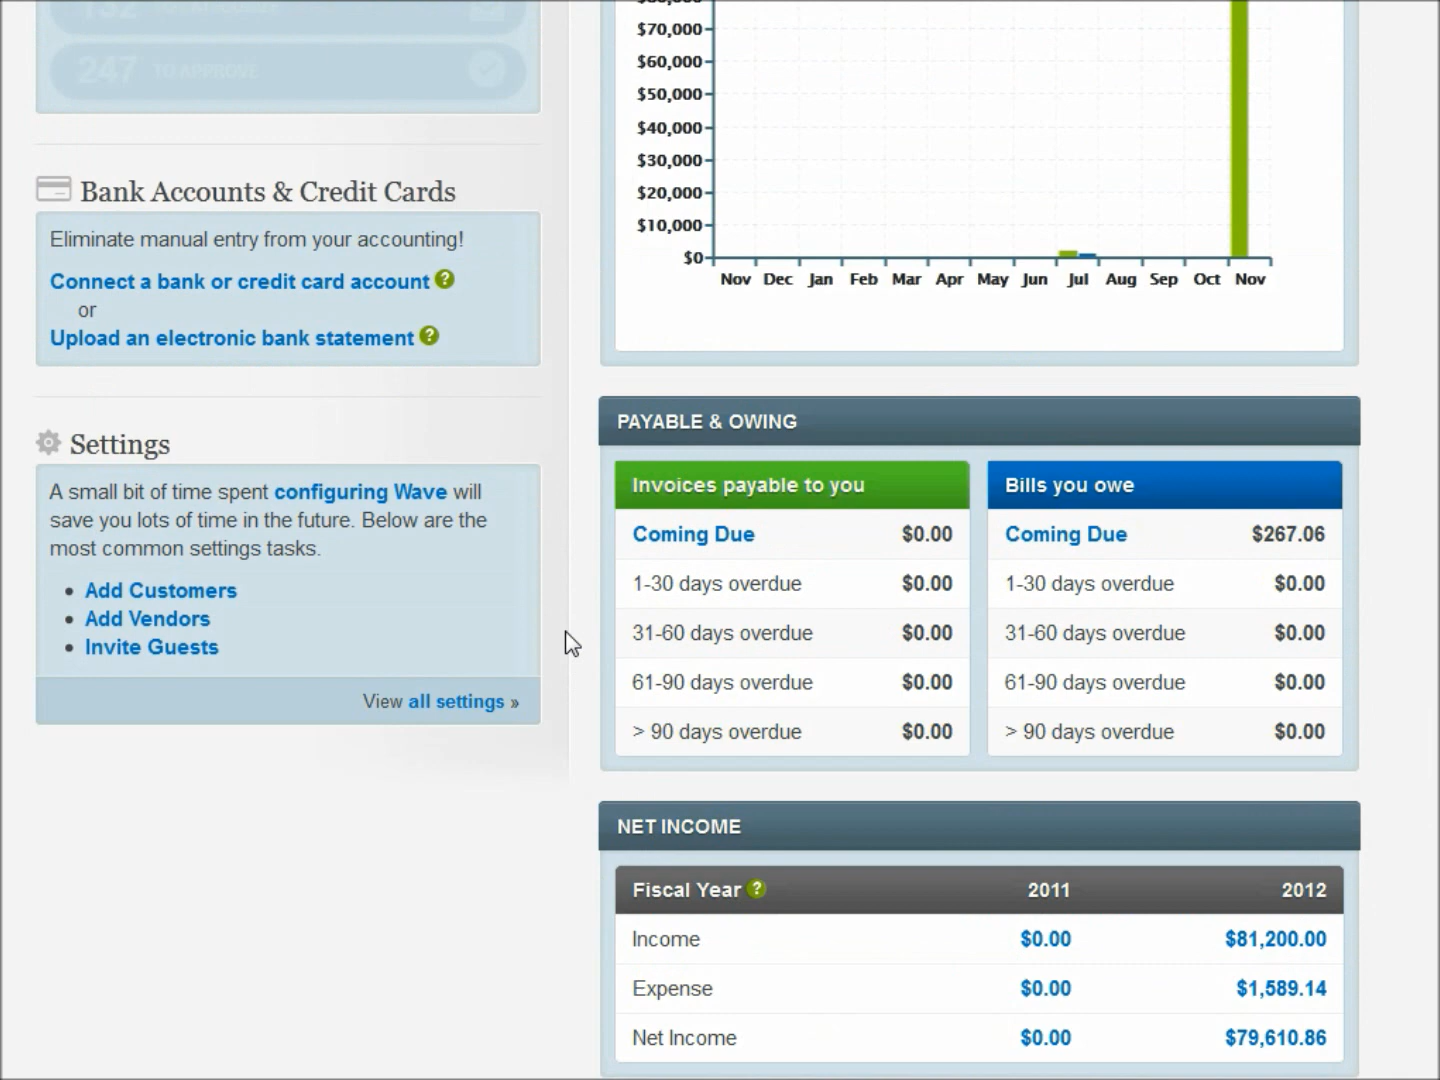 247 TO APPROVE
Bank Accounts & Credit Cards
Eliminate manual entry from your accounting!
Connect a bank or credit card account ?
or
Upload an electronic bank statement ?
Settings
A small bit of time spent configuring Wave will
save you lots of time in the future. Below are the
most common settings tasks.
• Add Customers
• Add Vendors
• Invite Guests
View all settings »
$70,000
$60,000
$50,000
$40,000
$30,000
$20,000
$10,000
$0
Nov Dec Jan Feb Mar Apr May Jun Jul Aug Sep Oct Nov
PAYABLE & OWING
Invoices payable to you
Coming Due $0.00
1-30 days overdue $0.00
31-60 days overdue $0.00
61-90 days overdue $0.00
> 90 days overdue $0.00
Bills you owe
Coming Due $267.06
1-30 days overdue $0.00
31-60 days overdue $0.00
61-90 days overdue $0.00
> 90 days overdue $0.00
NET INCOME
Fiscal Year ? 2011 2012
Income $0.00 $81,200.00
Expense $0.00 $1,589.14
Net Income $0.00 $79,610.86